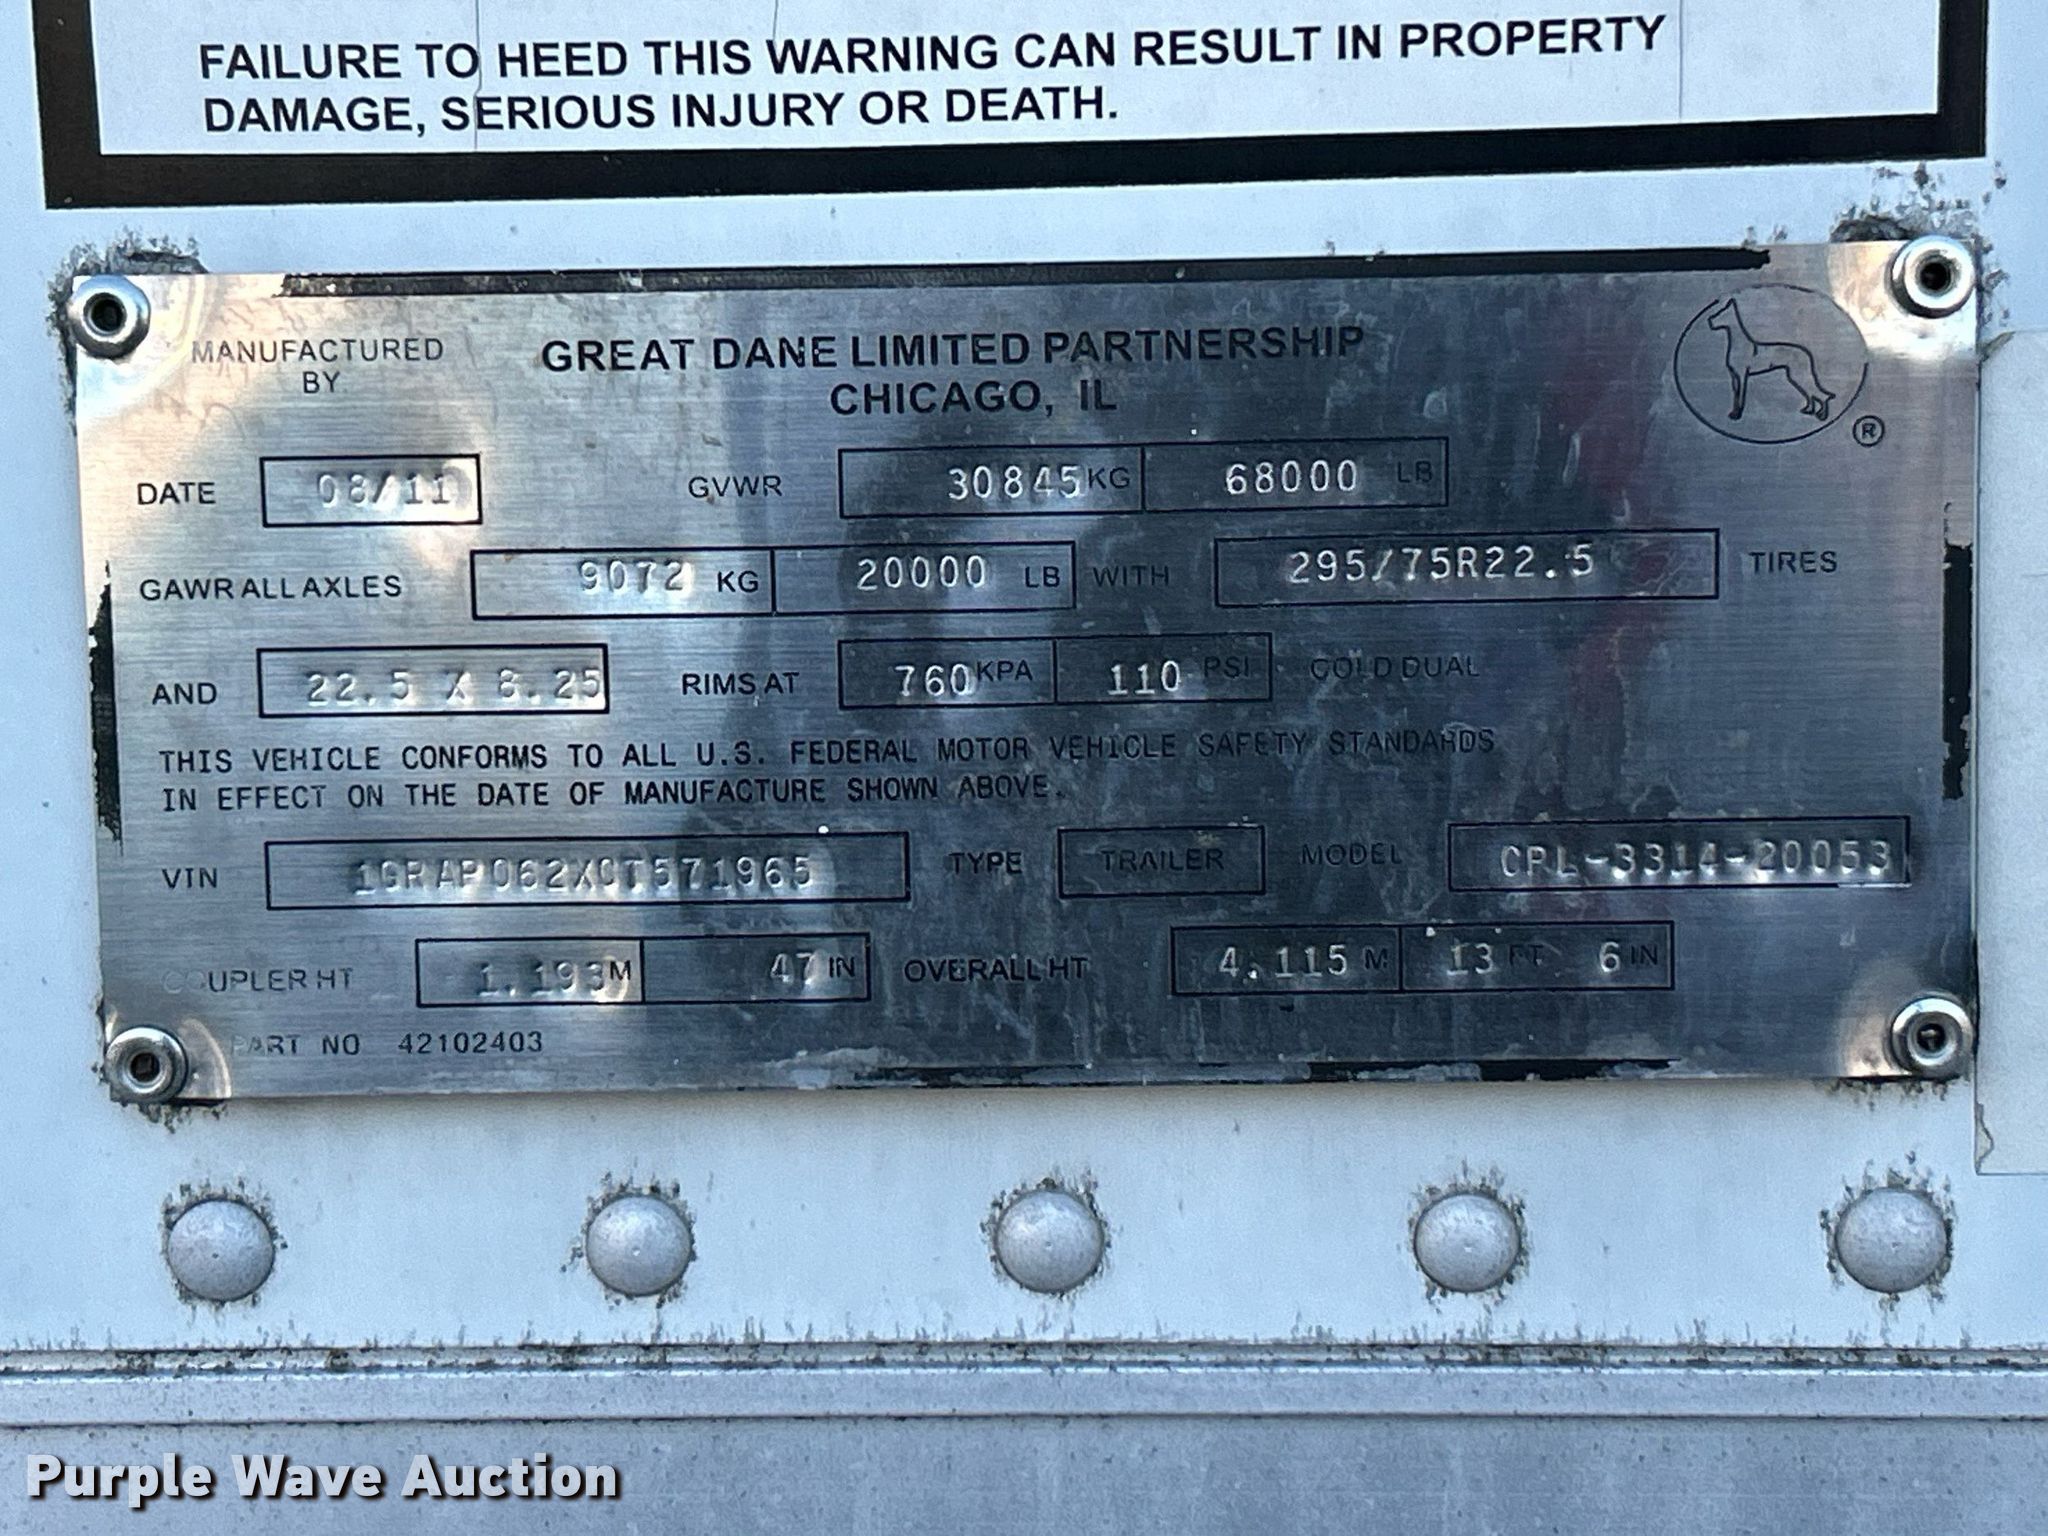 FAILURE TO HEED THIS WARNING CAN RESULT IN PROPERTY
DAMAGE, SERIOUS INJURY OR DEATH.
MANUFACTURED BY
GREAT DANE LIMITED PARTNERSHIP
CHICAGO, IL
®
DATE 08/11 GVWR 30845 KG 68000 LB
GAWR ALL AXLES 9072 KG 20000 LB WITH 295/75R22.5 TIRES
AND 22.5 X 8.25 RIMS AT 760 KPA 110 PSI COLD DUAL
THIS VEHICLE CONFORMS TO ALL U.S. FEDERAL MOTOR VEHICLE SAFETY STANDARDS
IN EFFECT ON THE DATE OF MANUFACTURE SHOWN ABOVE.
VIN 1GRAP062XCT571965 TYPE TRAILER MODEL CPL-3314-20053
COUPLER HT 1.193 M 47 IN OVERALL HT 4.115 M 13 FT 6 IN
PART NO 42102403
Purple Wave Auction